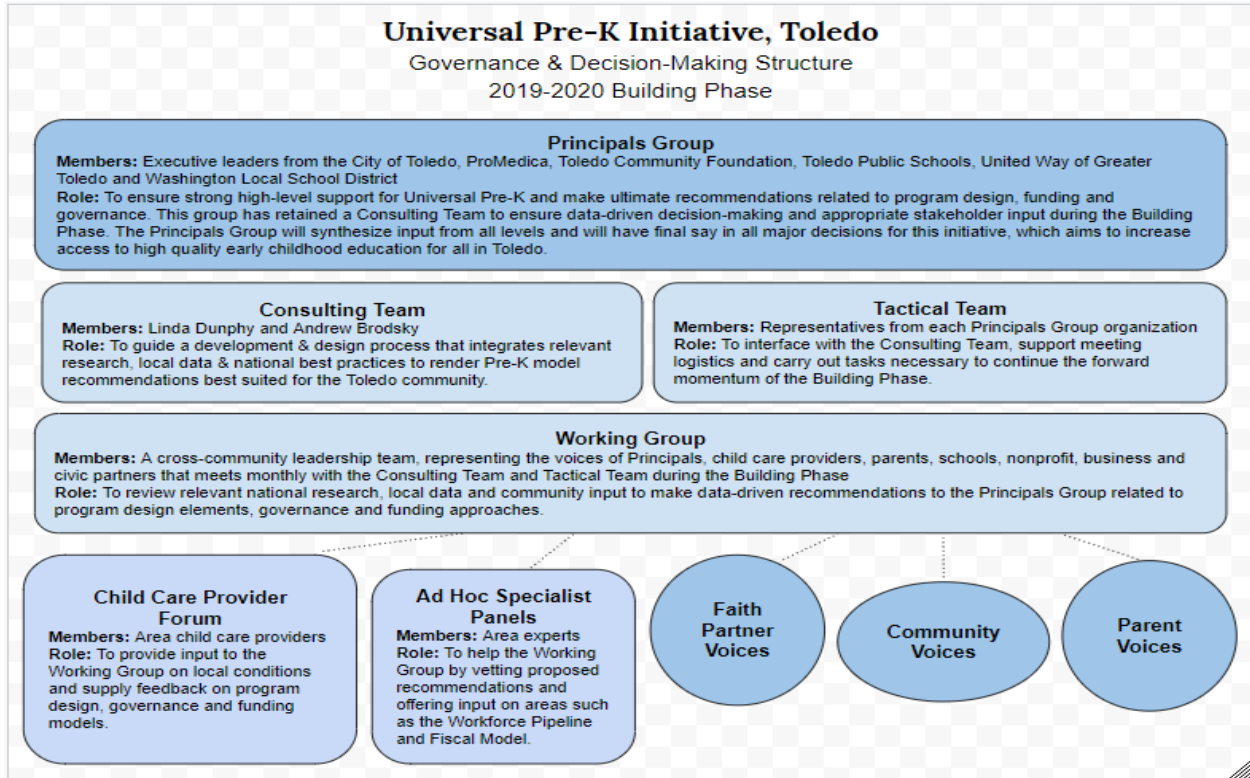 Universal Pre-K Initiative, Toledo
Governance & Decision-Making Structure
2019-2020 Building Phase
Principals Group
Members: Executive leaders from the City of Toledo, ProMedica, Toledo Community Foundation, Toledo Public Schools, United Way of Greater
Toledo and Washington Local School District
Role: To ensure strong high-level support for Universal Pre-K and make ultimate recommendations related to program design, funding and
governance. This group has retained a Consulting Team to ensure data-driven decision-making and appropriate stakeholder input during the Building
Phase. The Principals Group will synthesize input from all levels and will have final say in all major decisions for this initiative, which aims to increase
access to high quality early childhood education for all in Toledo.
Consulting Team
Members: Linda Dunphy and Andrew Brodsky
Role: To guide a development & design process that integrates relevant
research, local data & national best practices to render Pre-K model
recommendations best suited for the Toledo community.
Tactical Team
Members: Representatives from each Principals Group organization
Role: To interface with the Consulting Team, support meeting
logistics and carry out tasks necessary to continue the forward
momentum of the Building Phase.
Working Group
Members: A cross-community leadership team, representing the voices of Principals, child care providers, parents, schools, nonprofit, business and
civic partners that meets monthly with the Consulting Team and Tactical Team during the Building Phase
Role: To review relevant national research, local data and community input to make data-driven recommendations to the Principals Group related to
program design elements, governance and funding approaches.
Child Care Provider
Forum
Members: Area child care providers
Role: To provide input to the
Working Group on local conditions
and supply feedback on program
design, governance and funding
models.
Ad Hoc Specialist
Panels
Members: Area experts
Role: To help the Working
Group by vetting proposed
recommendations and
offering input on areas such
as the Workforce Pipeline
and Fiscal Model.
Faith
Partner
Voices
Community
Voices
Parent
Voices